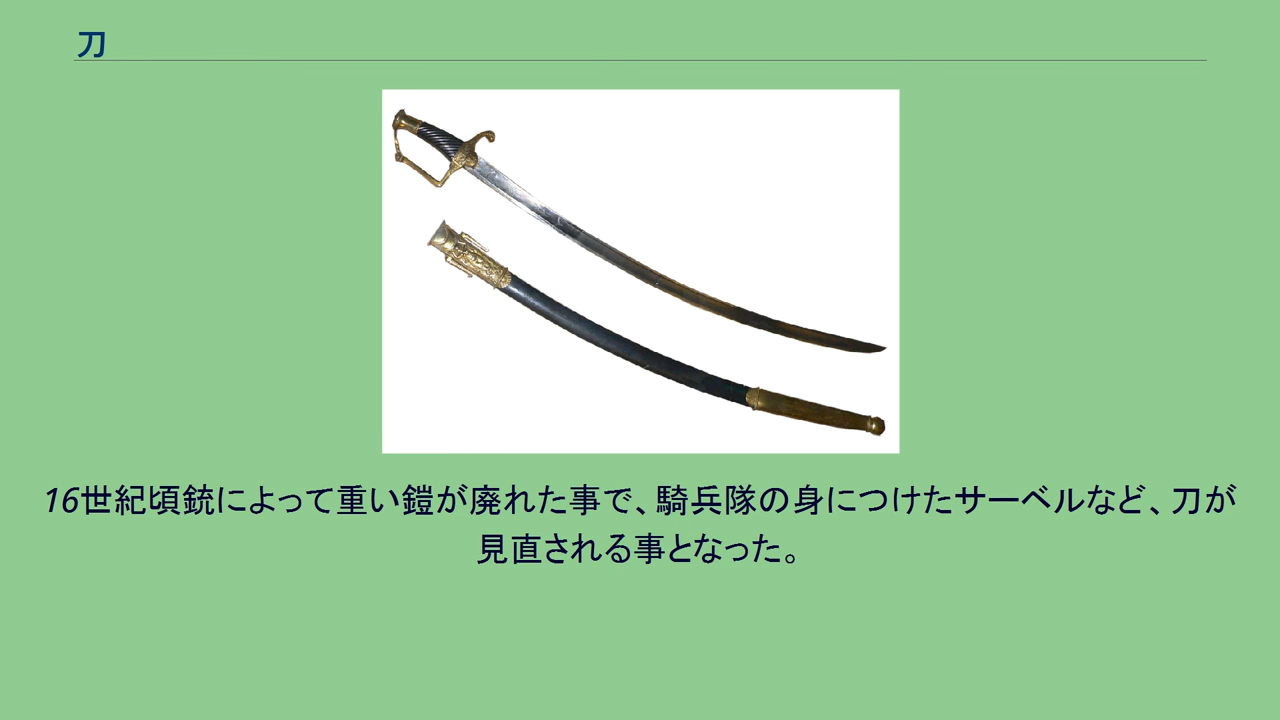 刀
16世紀頃銃によって重い鎧が廃れた事で、騎兵隊の身につけたサーベルなど、刀が
見直される事となった。